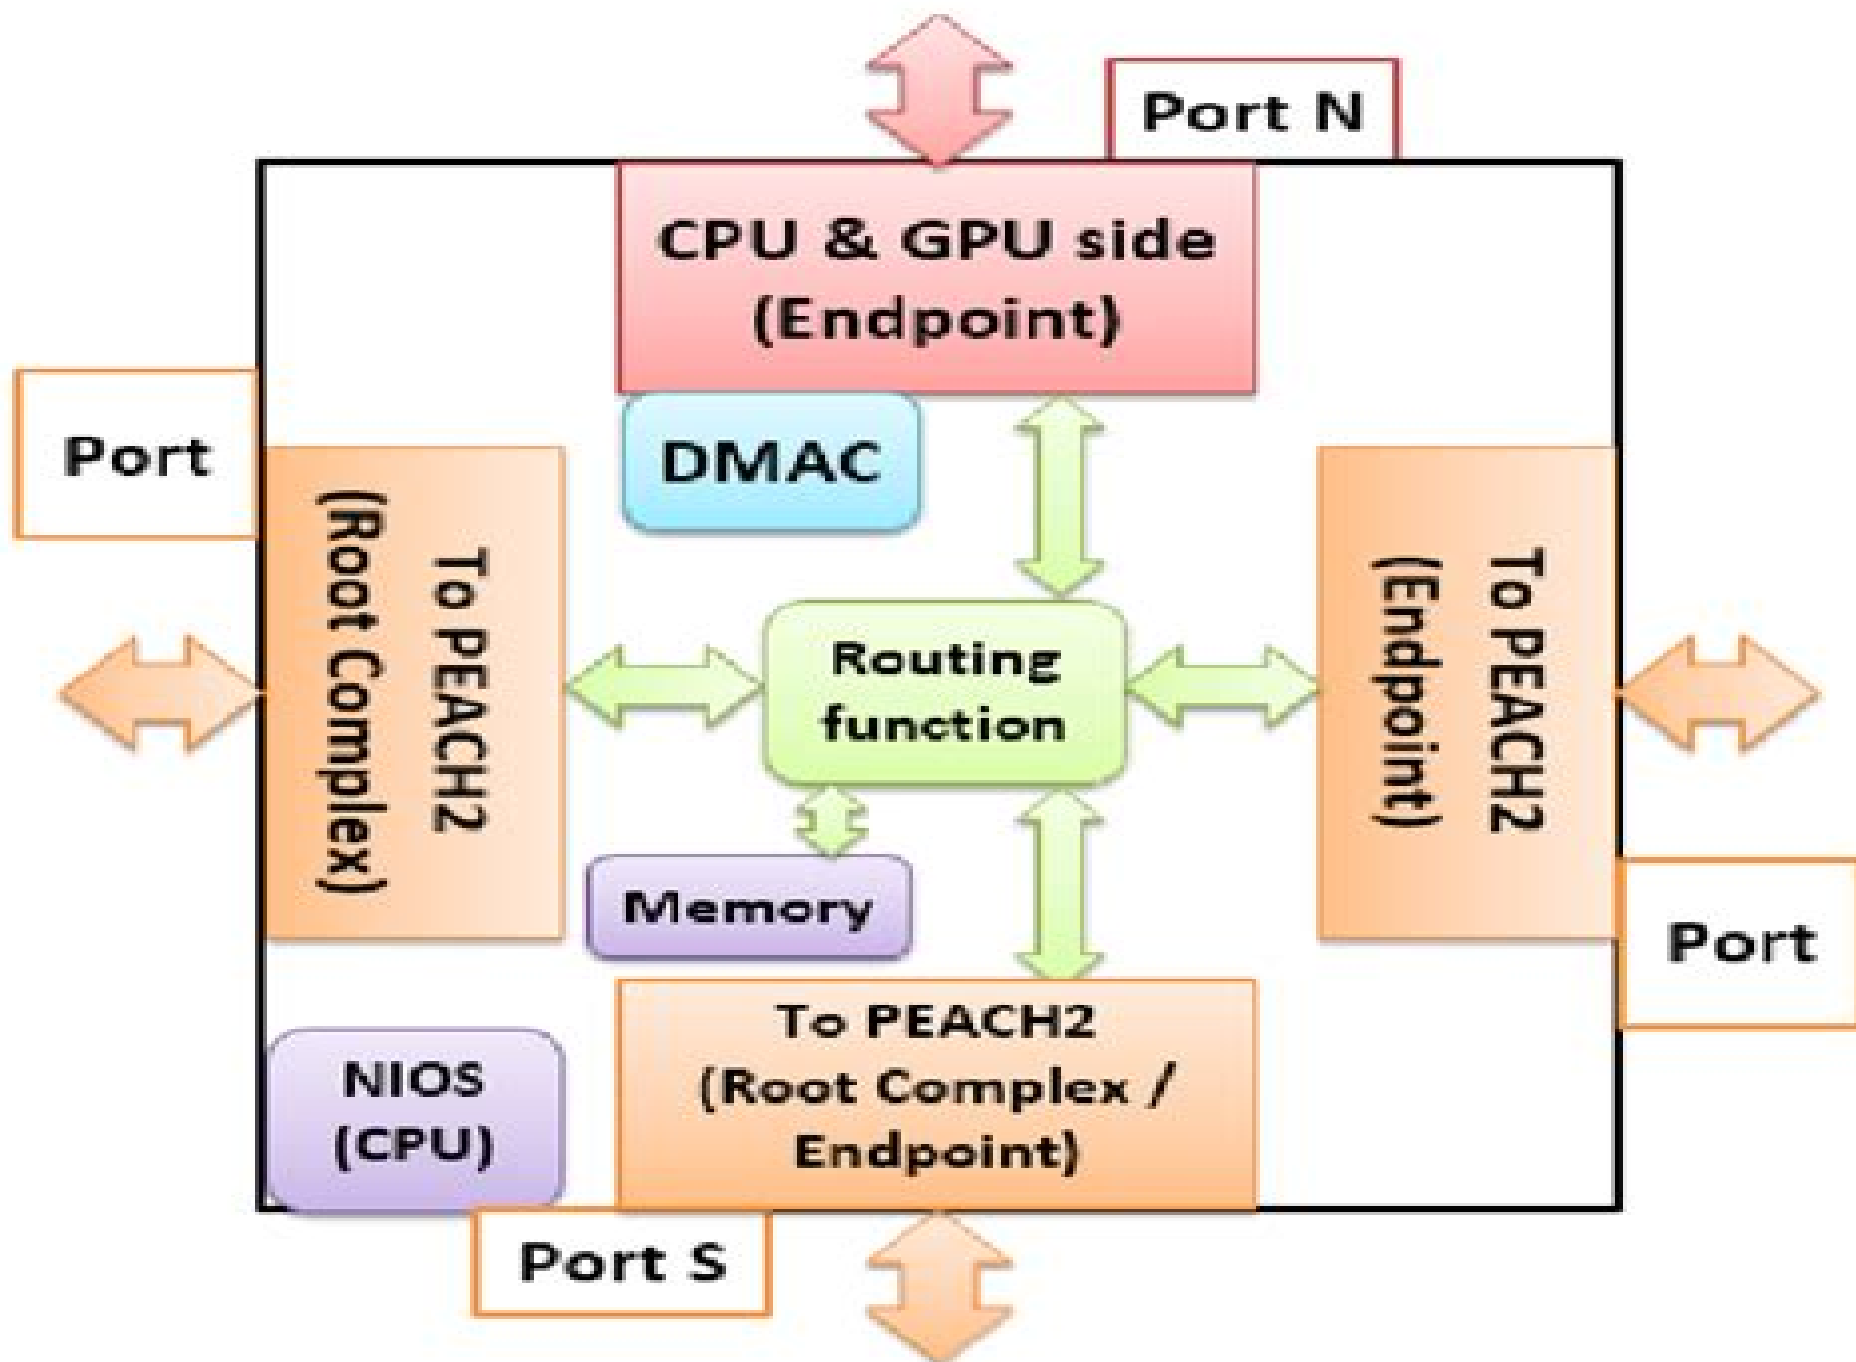 Port N
CPU & GPU side
(Endpoint)
Port
DMAC
To PEACH2
(Root Complex)
Routing
function
To PEACH2
(Endpoint)
Memory
Port
To PEACH2
(Root Complex /
Endpoint)
NIOS
(CPU)
Port S